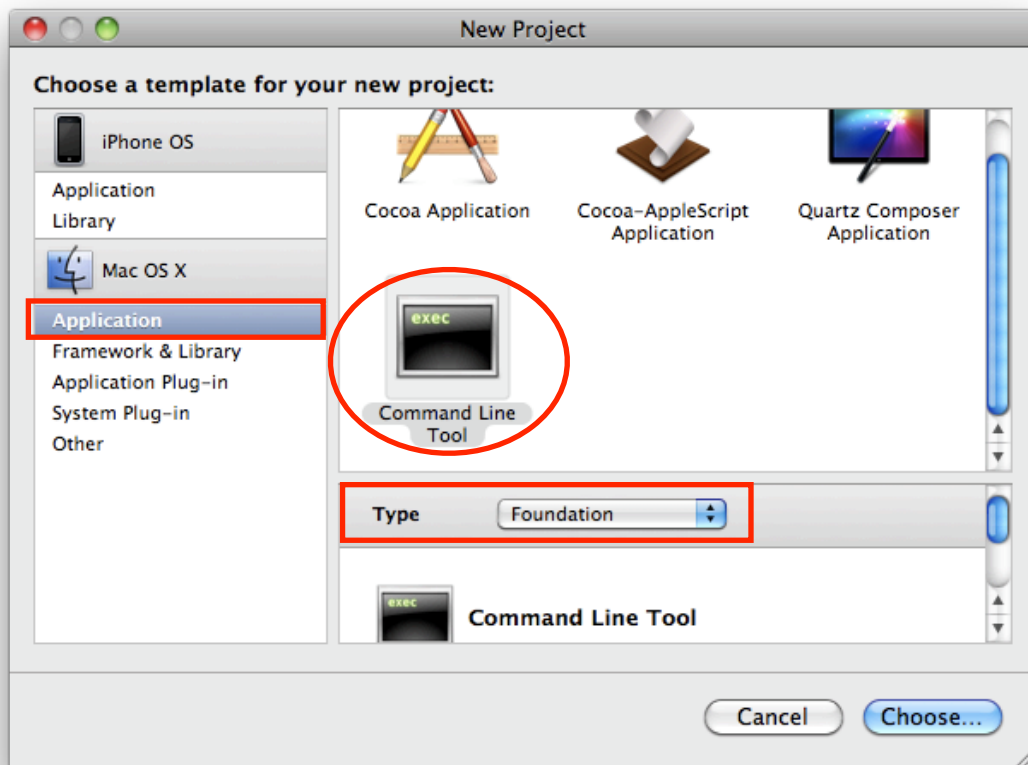 New Project
Choose a template for your new project:
iPhone OS
Application
Library
Mac OS X
Application
Framework & Library
Application Plug-in
System Plug-in
Other
Cocoa Application
Cocoa-AppleScript
Application
Quartz Composer
Application
exec
Command Line
Tool
Type
Foundation
exec
Command Line Tool
Cancel
Choose...